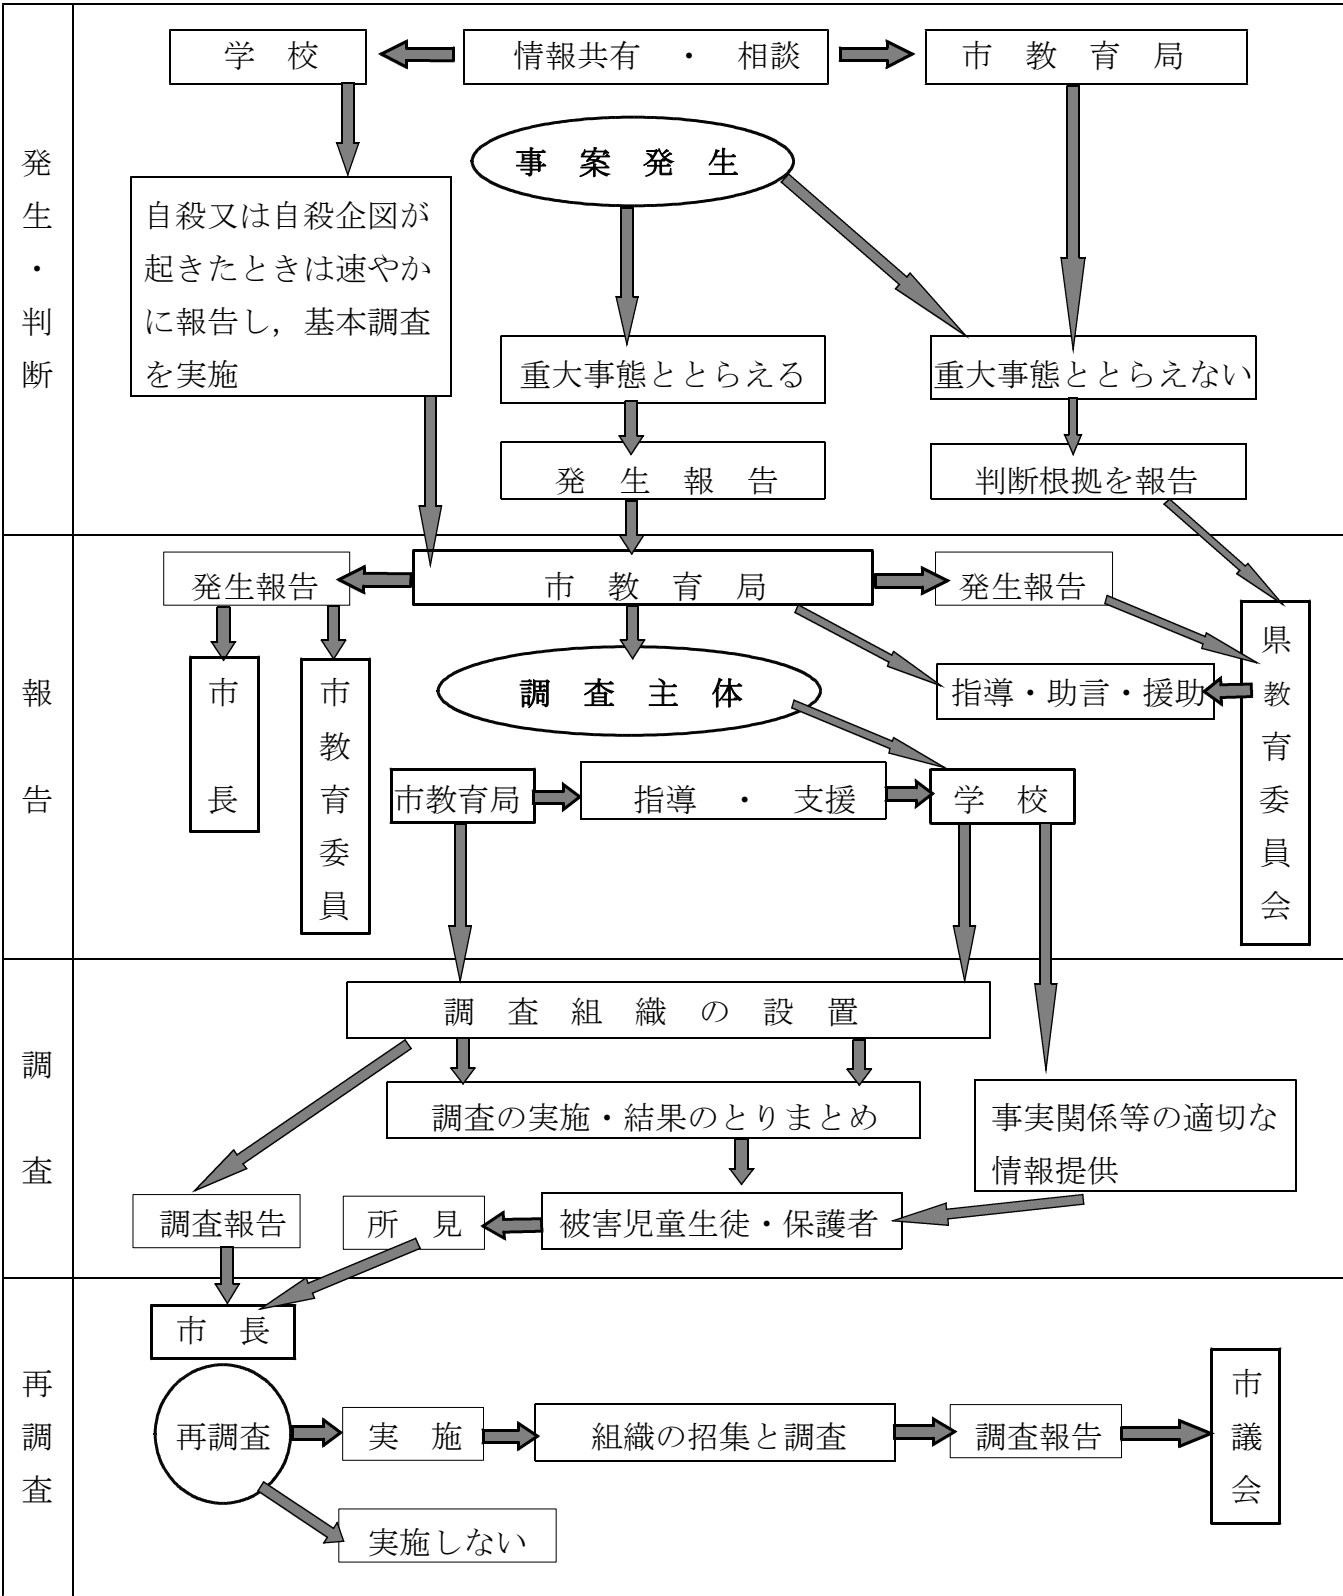 発生・判断
学　校
情報共有　・　相談
市　教　育　局
事　案　発　生
自殺又は自殺企図が
起きたときは速やか
に報告し，基本調査
を実施
重大事態ととらえる
重大事態ととらえない
発　生　報　告
判断根拠を報告
報告
発生報告
市　教　育　局
発生報告
市長
市教育委員
調　査　主　体
指導・助言・援助
県教育委員会
市教育局
指導　・　支援
学　校
調査
調　査　組　織　の　設　置
調査の実施・結果のとりまとめ
事実関係等の適切な
情報提供
調査報告
所　見
被害児童生徒・保護者
再調査
市　長
再調査
実　施
組織の招集と調査
調査報告
市議会
実施しない